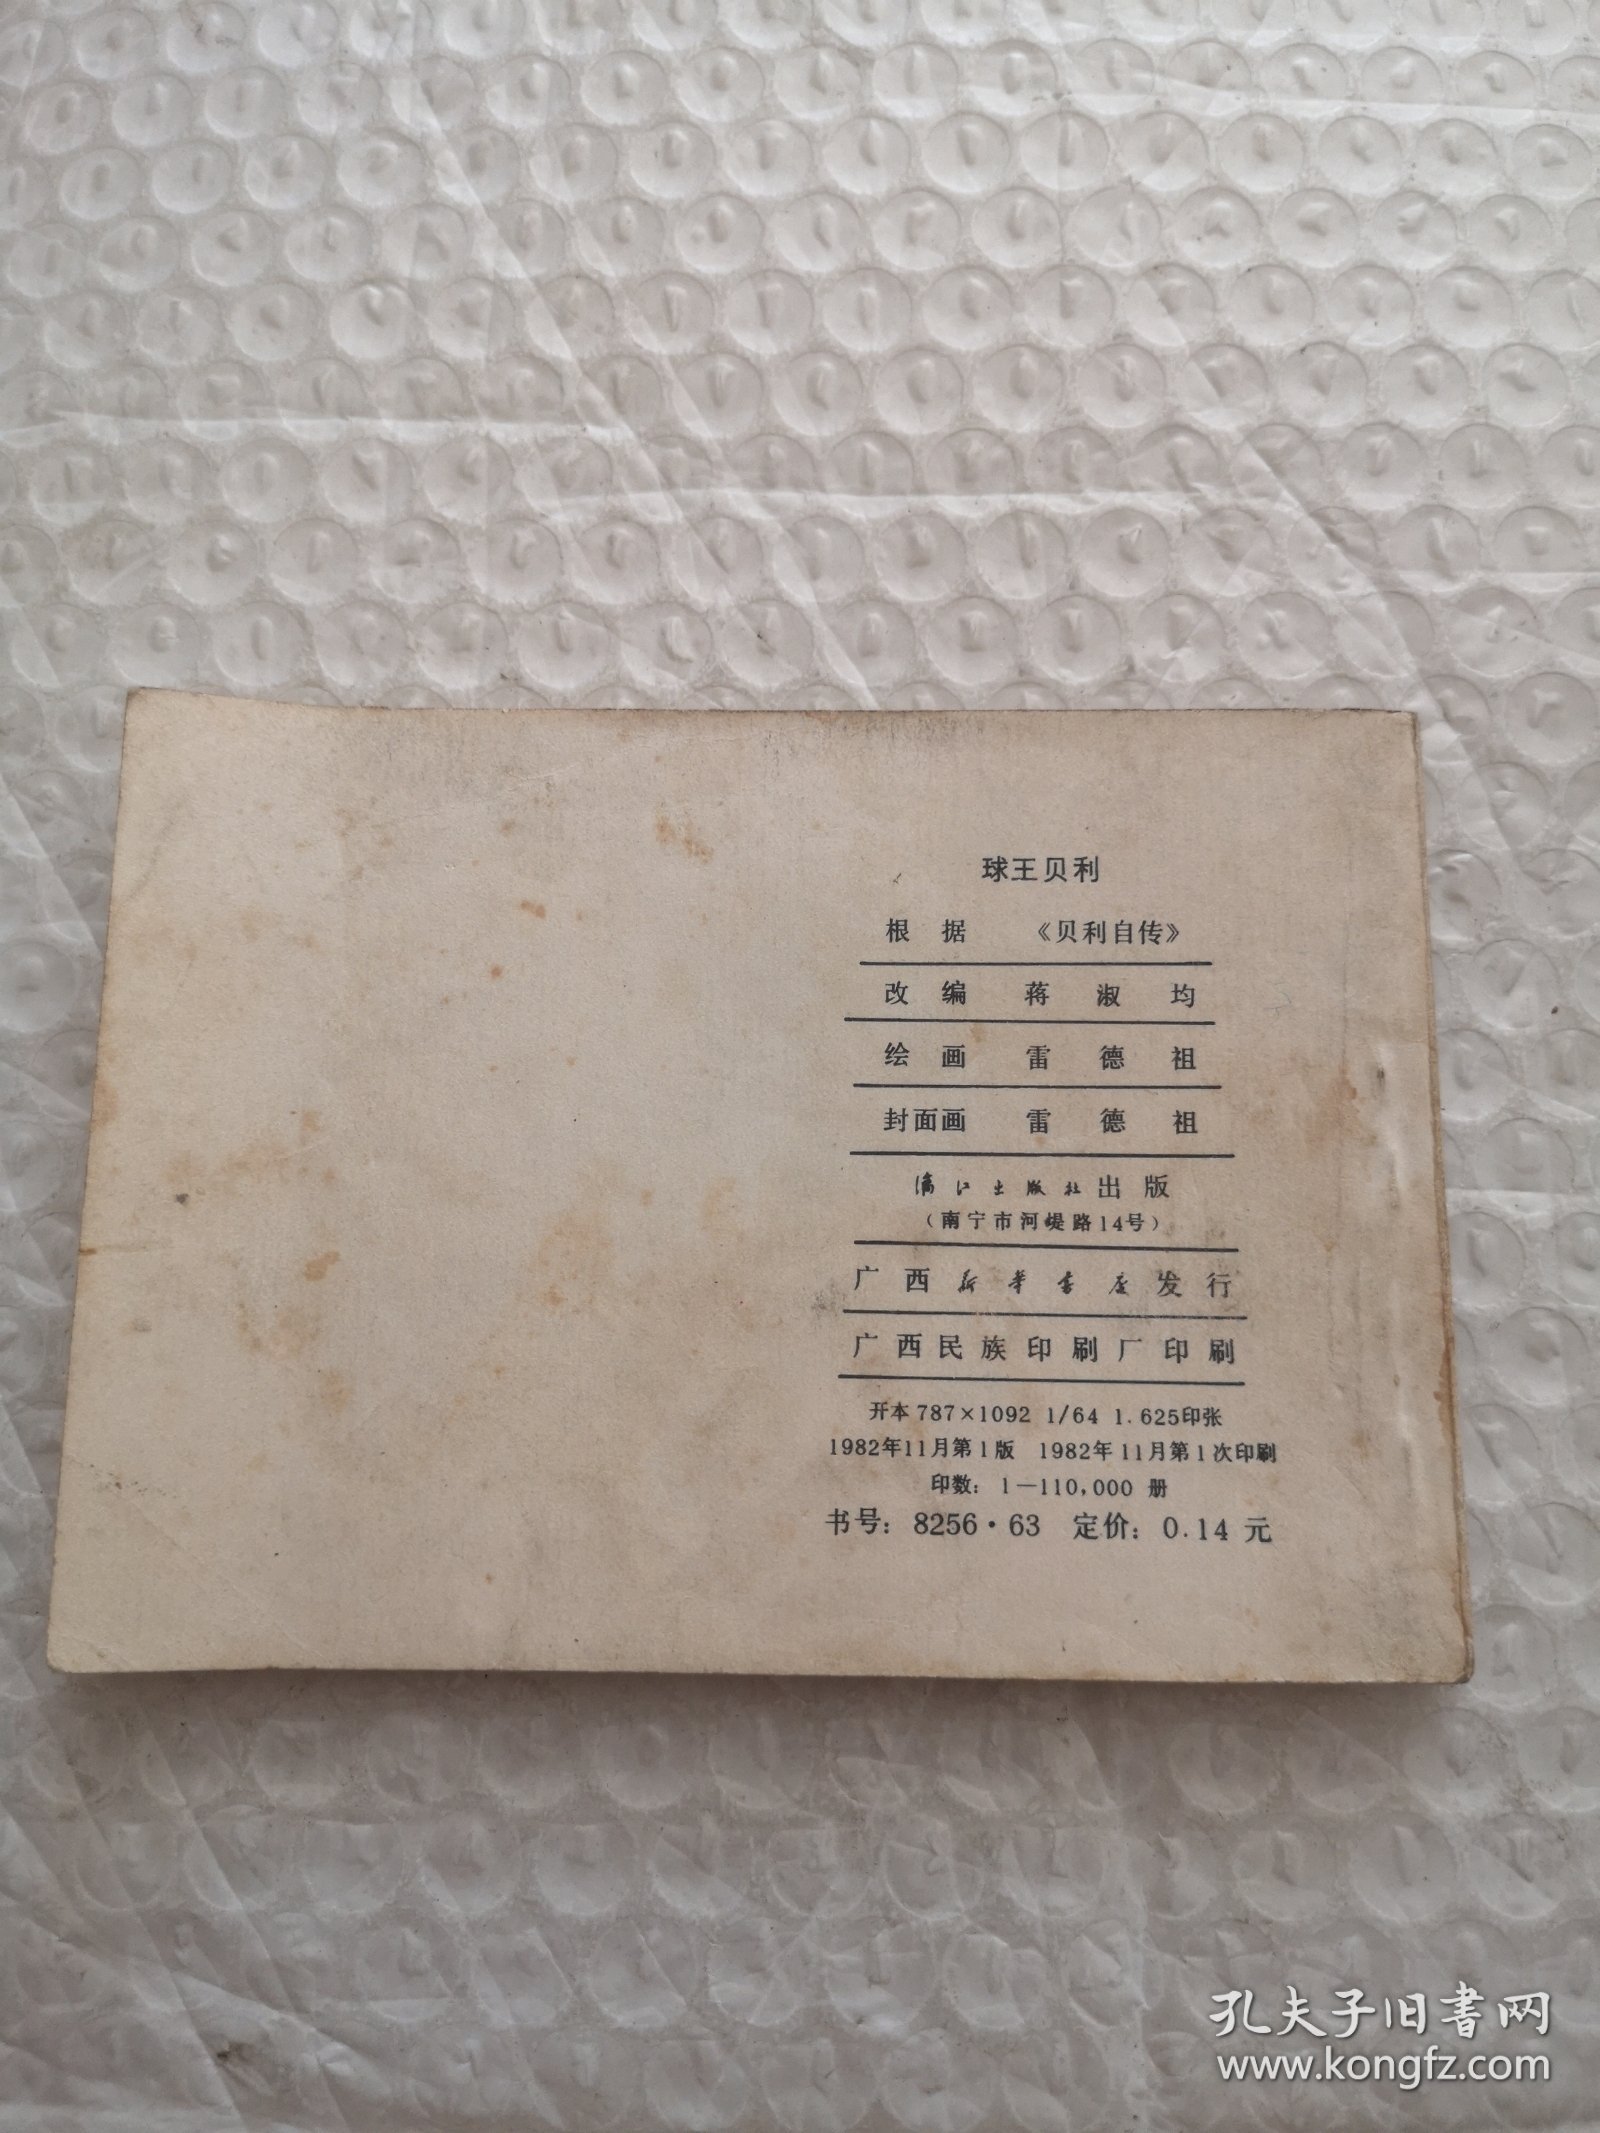 球王贝利
根 据 《贝利自传》
改 编 蒋 淑 均
绘 画 雷 德 祖
封面画 雷 德 祖
漓江出版社出版
(南宁市河堤路14号)
广西新华书店发行
广西民族印刷厂印刷
开本 787×1092 1/64 1.625印张
1982年11月第1版 1982年11月第1次印刷
印数: 1—110,000 册
书号: 8256·63 定价: 0.14 元
孔夫子旧书网
www.kongfz.com